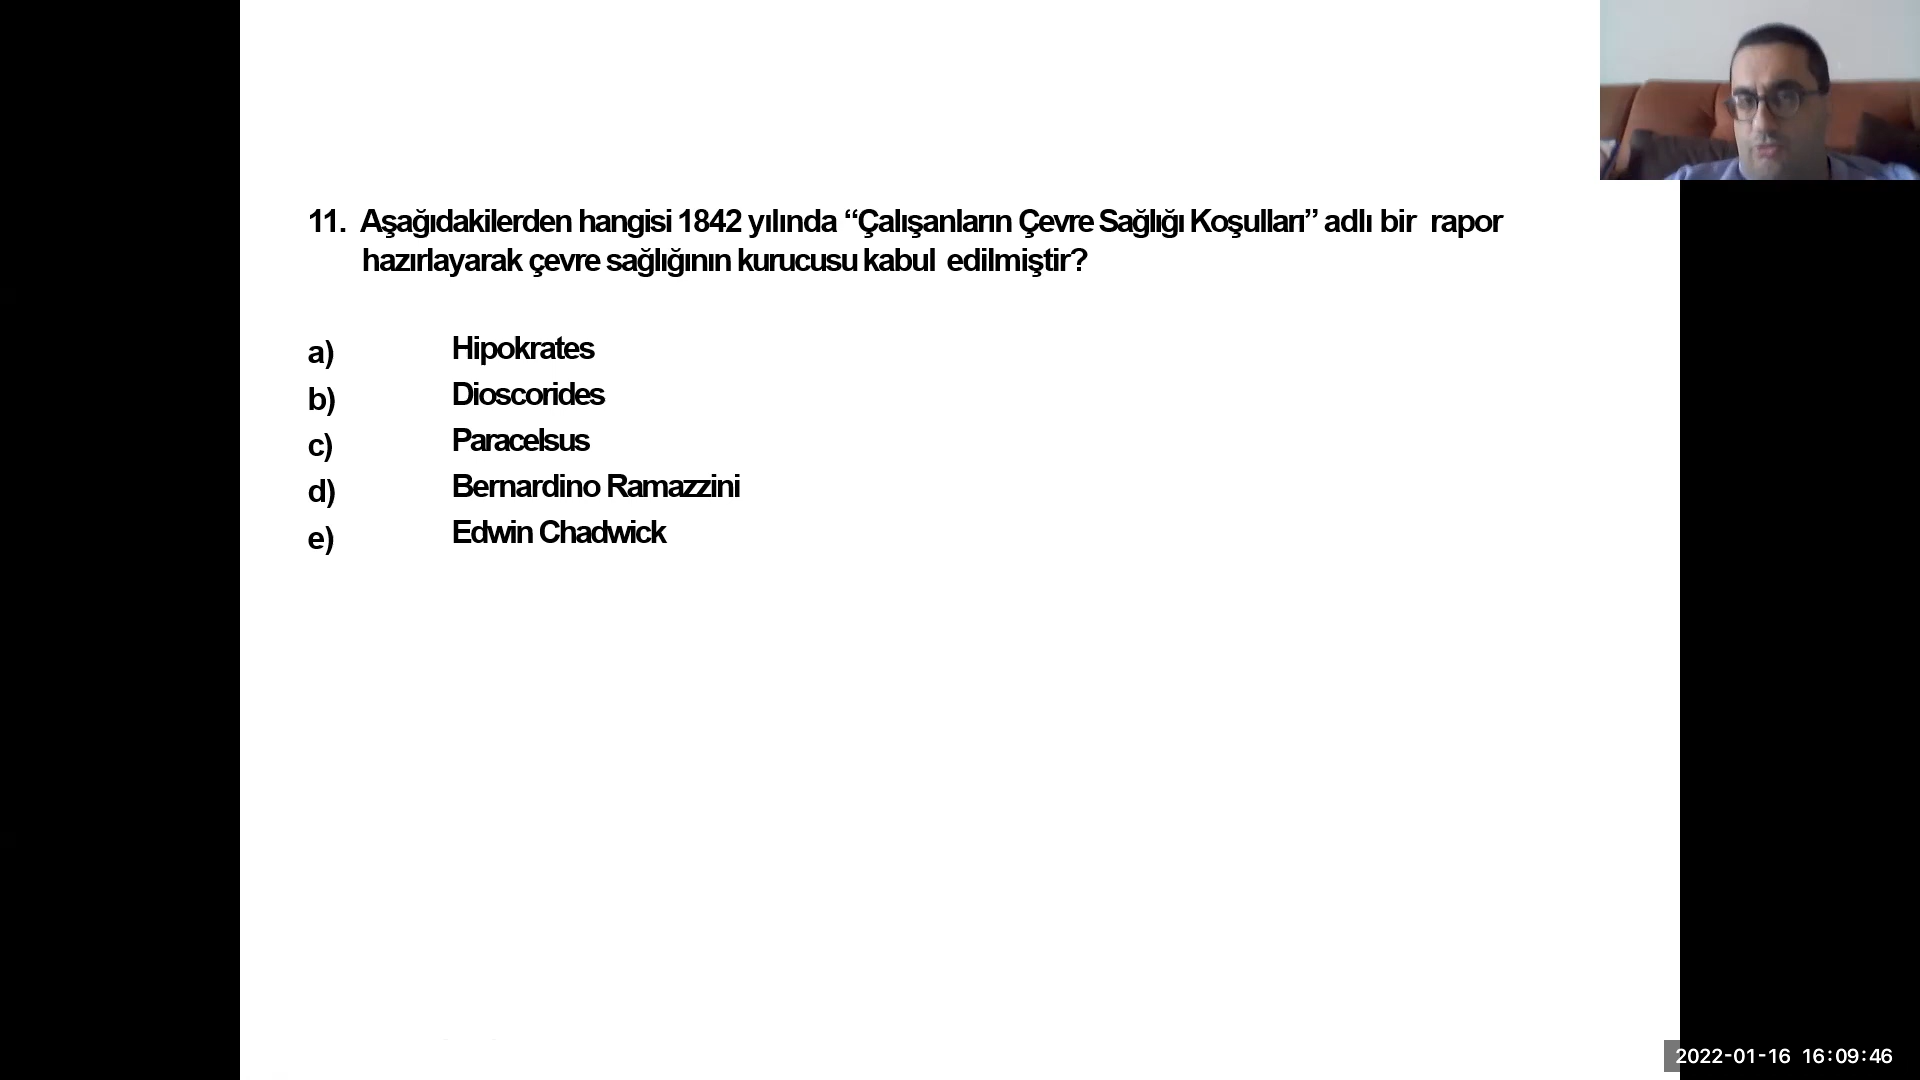 11. Aşağıdakilerden hangisi 1842 yılında “Çalışanların Çevre Sağlığı Koşulları” adlı bir rapor
hazırlayarak çevre sağlığının kurucusu kabul edilmiştir?
a) Hipokrates
b) Dioscorides
c) Paracelsus
d) Bernardino Ramazzini
e) Edwin Chadwick
2022-01-16 16:09:46